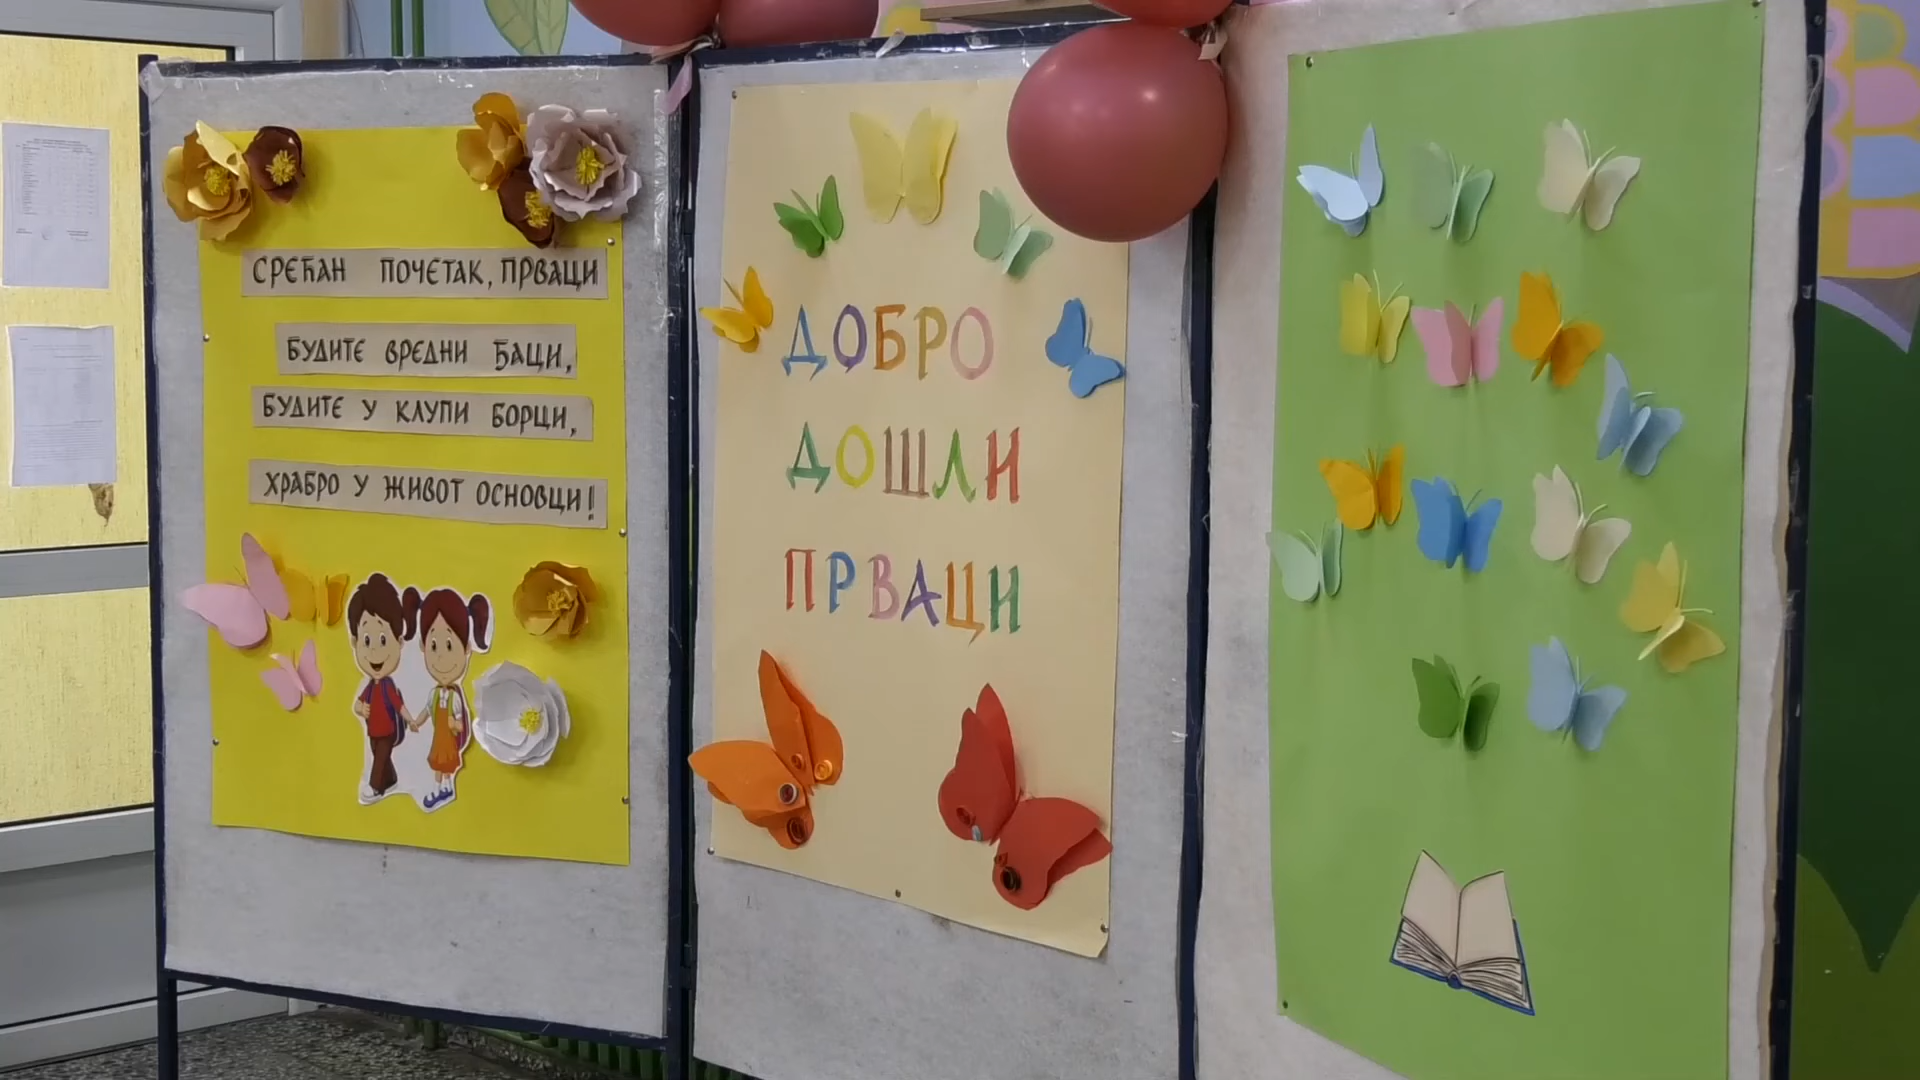 СРЕЋАН ПОЧЕТАК, ПРВАЦИ
БУДИТЕ ВРЕДНИ ЂАЦИ,
БУДИТЕ У КЛУПИ БОРЦИ,
ХРАБРО У ЖИВОТ ОСНОВЦИ!
ДОБРО
ДОШЛИ
ПРВАЦИ